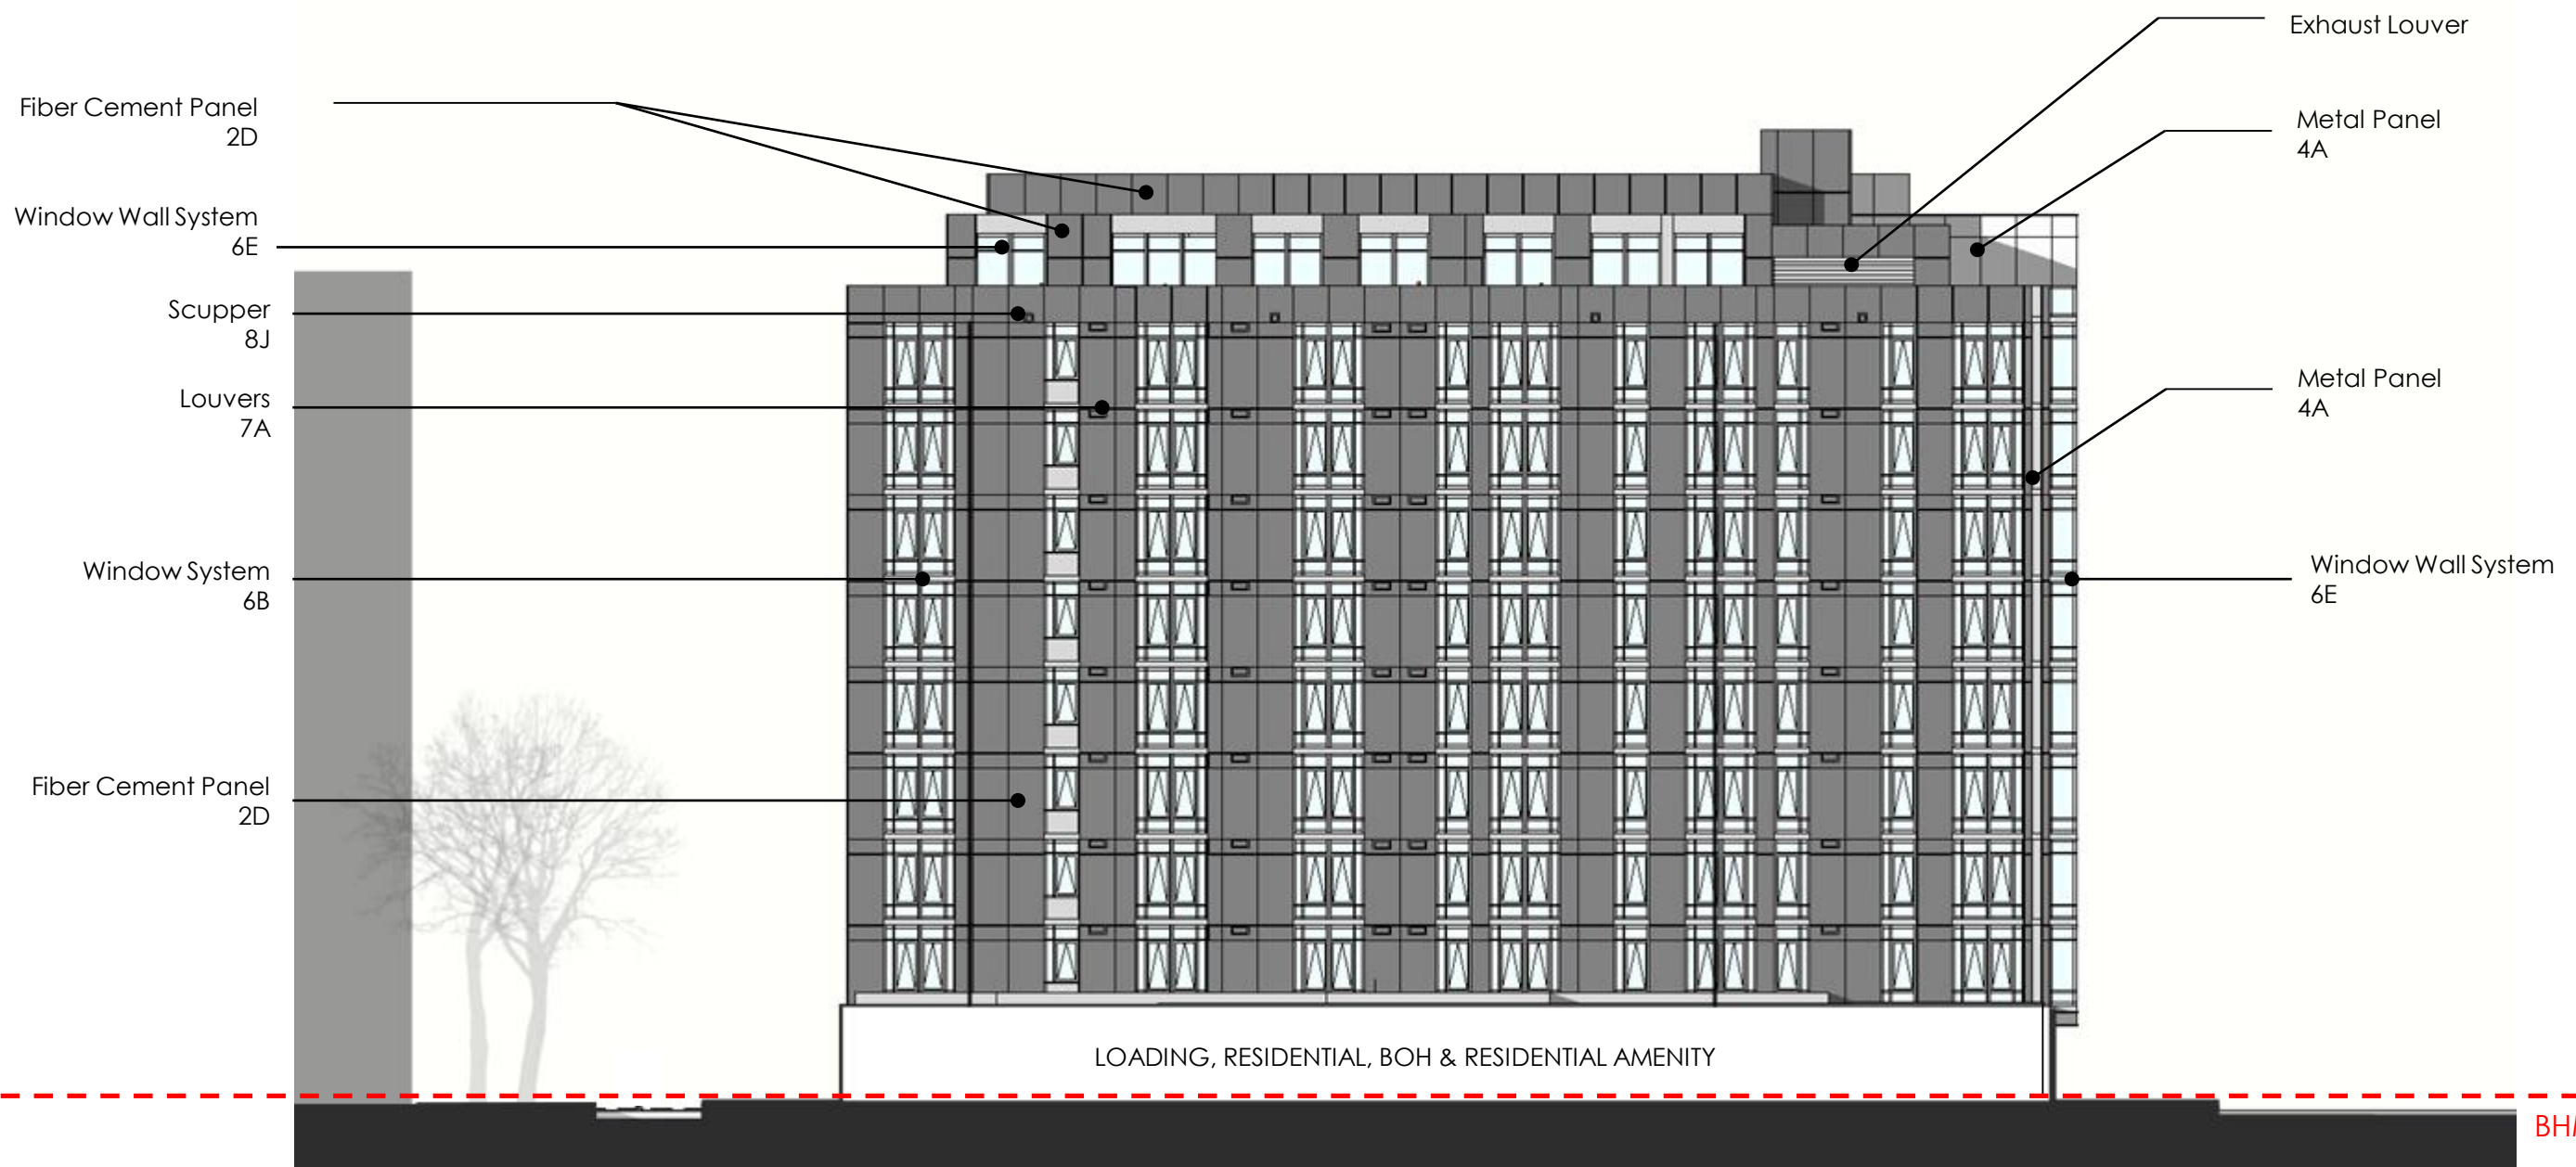 Fiber Cement Panel
2D
Window Wall System
6E
Scupper
8J
Louvers
7A
Window System
6B
Fiber Cement Panel
2D
Exhaust Louver
Metal Panel
4A
Metal Panel
4A
Window Wall System
6E
LOADING, RESIDENTIAL, BOH & RESIDENTIAL AMENITY